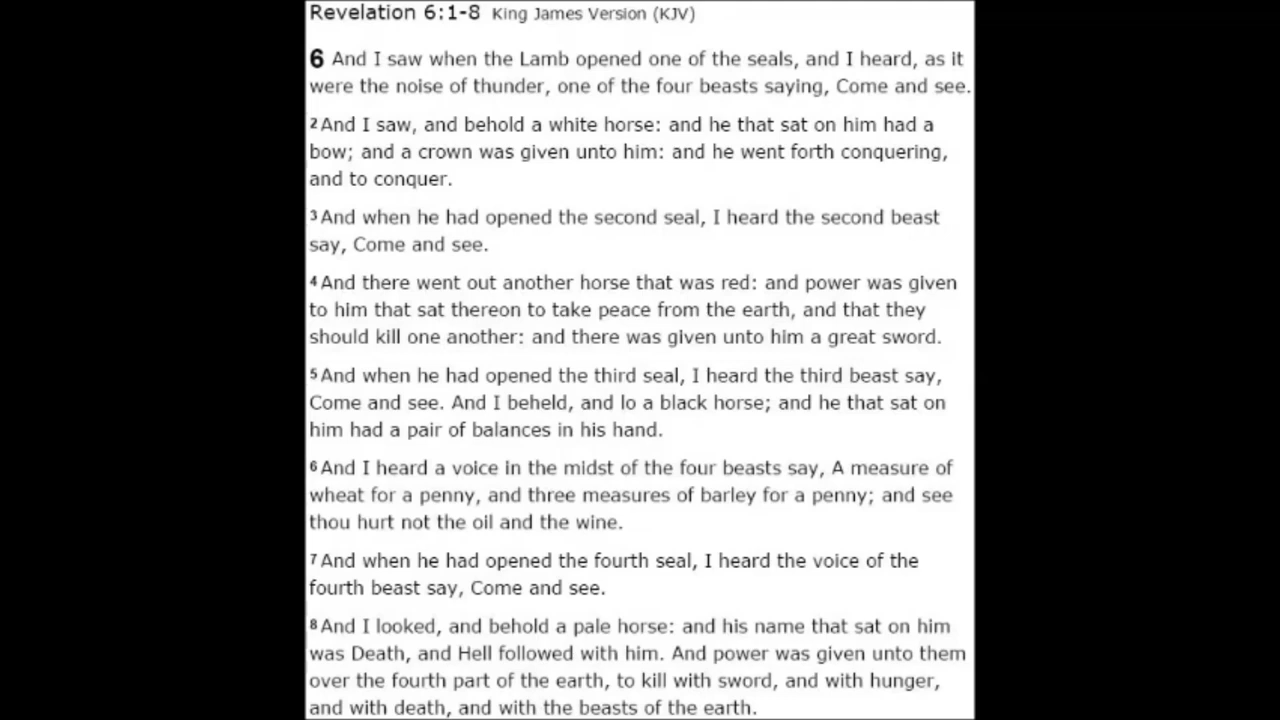 Revelation 6:1-8 King James Version (KJV)
6 And I saw when the Lamb opened one of the seals, and I heard, as it
were the noise of thunder, one of the four beasts saying, Come and see.
2 And I saw, and behold a white horse: and he that sat on him had a
bow; and a crown was given unto him: and he went forth conquering,
and to conquer.
3 And when he had opened the second seal, I heard the second beast
say, Come and see.
4 And there went out another horse that was red: and power was given
to him that sat thereon to take peace from the earth, and that they
should kill one another: and there was given unto him a great sword.
5 And when he had opened the third seal, I heard the third beast say,
Come and see. And I beheld, and lo a black horse; and he that sat on
him had a pair of balances in his hand.
6 And I heard a voice in the midst of the four beasts say, A measure of
wheat for a penny, and three measures of barley for a penny; and see
thou hurt not the oil and the wine.
7 And when he had opened the fourth seal, I heard the voice of the
fourth beast say, Come and see.
8 And I looked, and behold a pale horse: and his name that sat on him
was Death, and Hell followed with him. And power was given unto them
over the fourth part of the earth, to kill with sword, and with hunger,
and with death, and with the beasts of the earth.